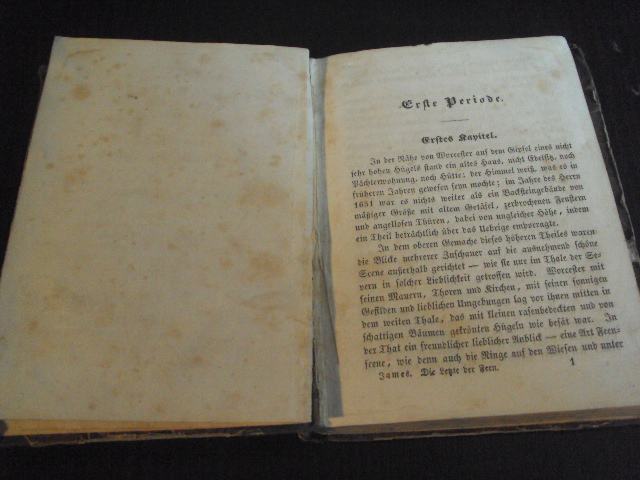 Erste Periode.
Erstes Kapitel.
In der Nähe von Worcester auf dem Gipfel eines nicht
sehr hohen Hügels stand ein altes Haus, nicht Edelsitz, noch
Pächterwohnung, noch Hütte; der Himmel weiß, was es in
früheren Jahren gewesen seyn mochte; im Jahre des Herrn
1651 war es nichts weiter als ein Backsteingebäude von
mäßiger Größe mit altem Getäfel, zerbrochenen Fenstern
und angellosen Thüren, dabei von ungleicher Höhe, indem
ein Theil beträchtlich über das Uebrige emporragte.
In dem oberen Gemache dieses höheren Theiles waren
die Blicke mehrerer Zuschauer auf die ausnehmend schöne
Scene außerhalb gerichtet — wie sie nur im Thale der Se-
vern in solcher Lieblichkeit getroffen wird. Worcester mit
seinen Mauern, Thoren und Kirchen, mit seinen sonnigen
Gefilden und lieblichen Umgebungen lag vor ihnen mitten in
dem weiten Thale, das mit kleinen rasenbedeckten und von
schattigen Bäumen gekrönten Hügeln wie besät war. In
der That ein freundlicher lieblicher Anblick — eine Art Feen-
scene, wie denn auch die Ringe auf den Wiesen und unter
James. Die Letzte der Feen. 1